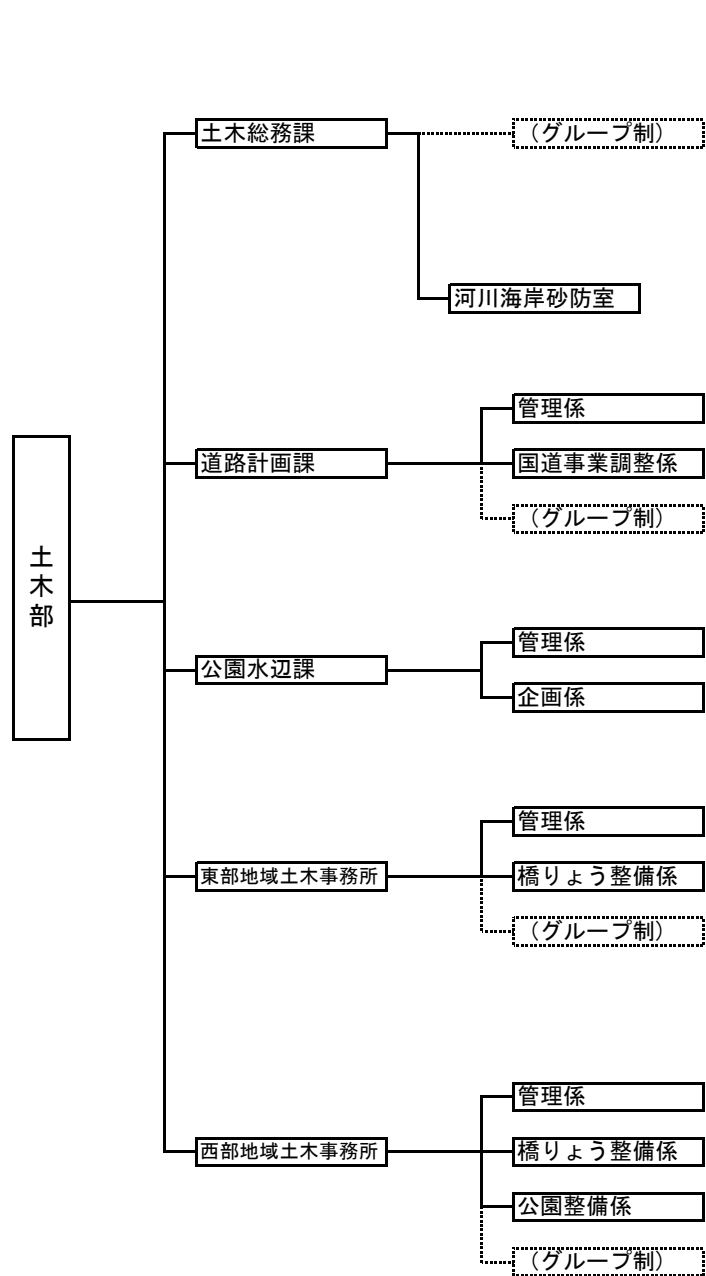 土木部
土木総務課
（グループ制）
河川海岸砂防室
道路計画課
管理係
国道事業調整係
（グループ制）
公園水辺課
管理係
企画係
東部地域土木事務所
管理係
橋りょう整備係
（グループ制）
西部地域土木事務所
管理係
橋りょう整備係
公園整備係
（グループ制）